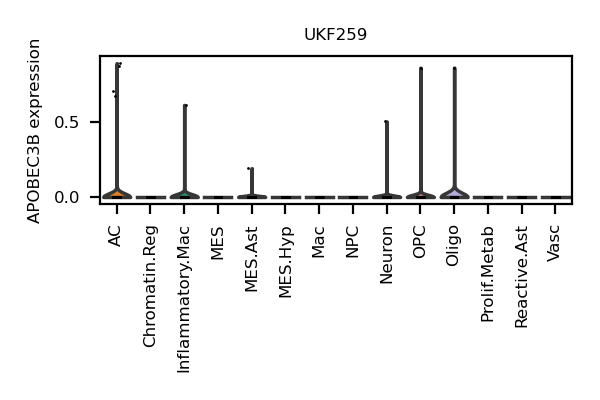 UKF259
APOBEC3B expression
0.5
0.0
AC
Chromatin.Reg
Inflammatory.Mac
MES
MES.Ast
MES.Hyp
Mac
NPC
Neuron
OPC
Oligo
Prolif.Metab
Reactive.Ast
Vasc